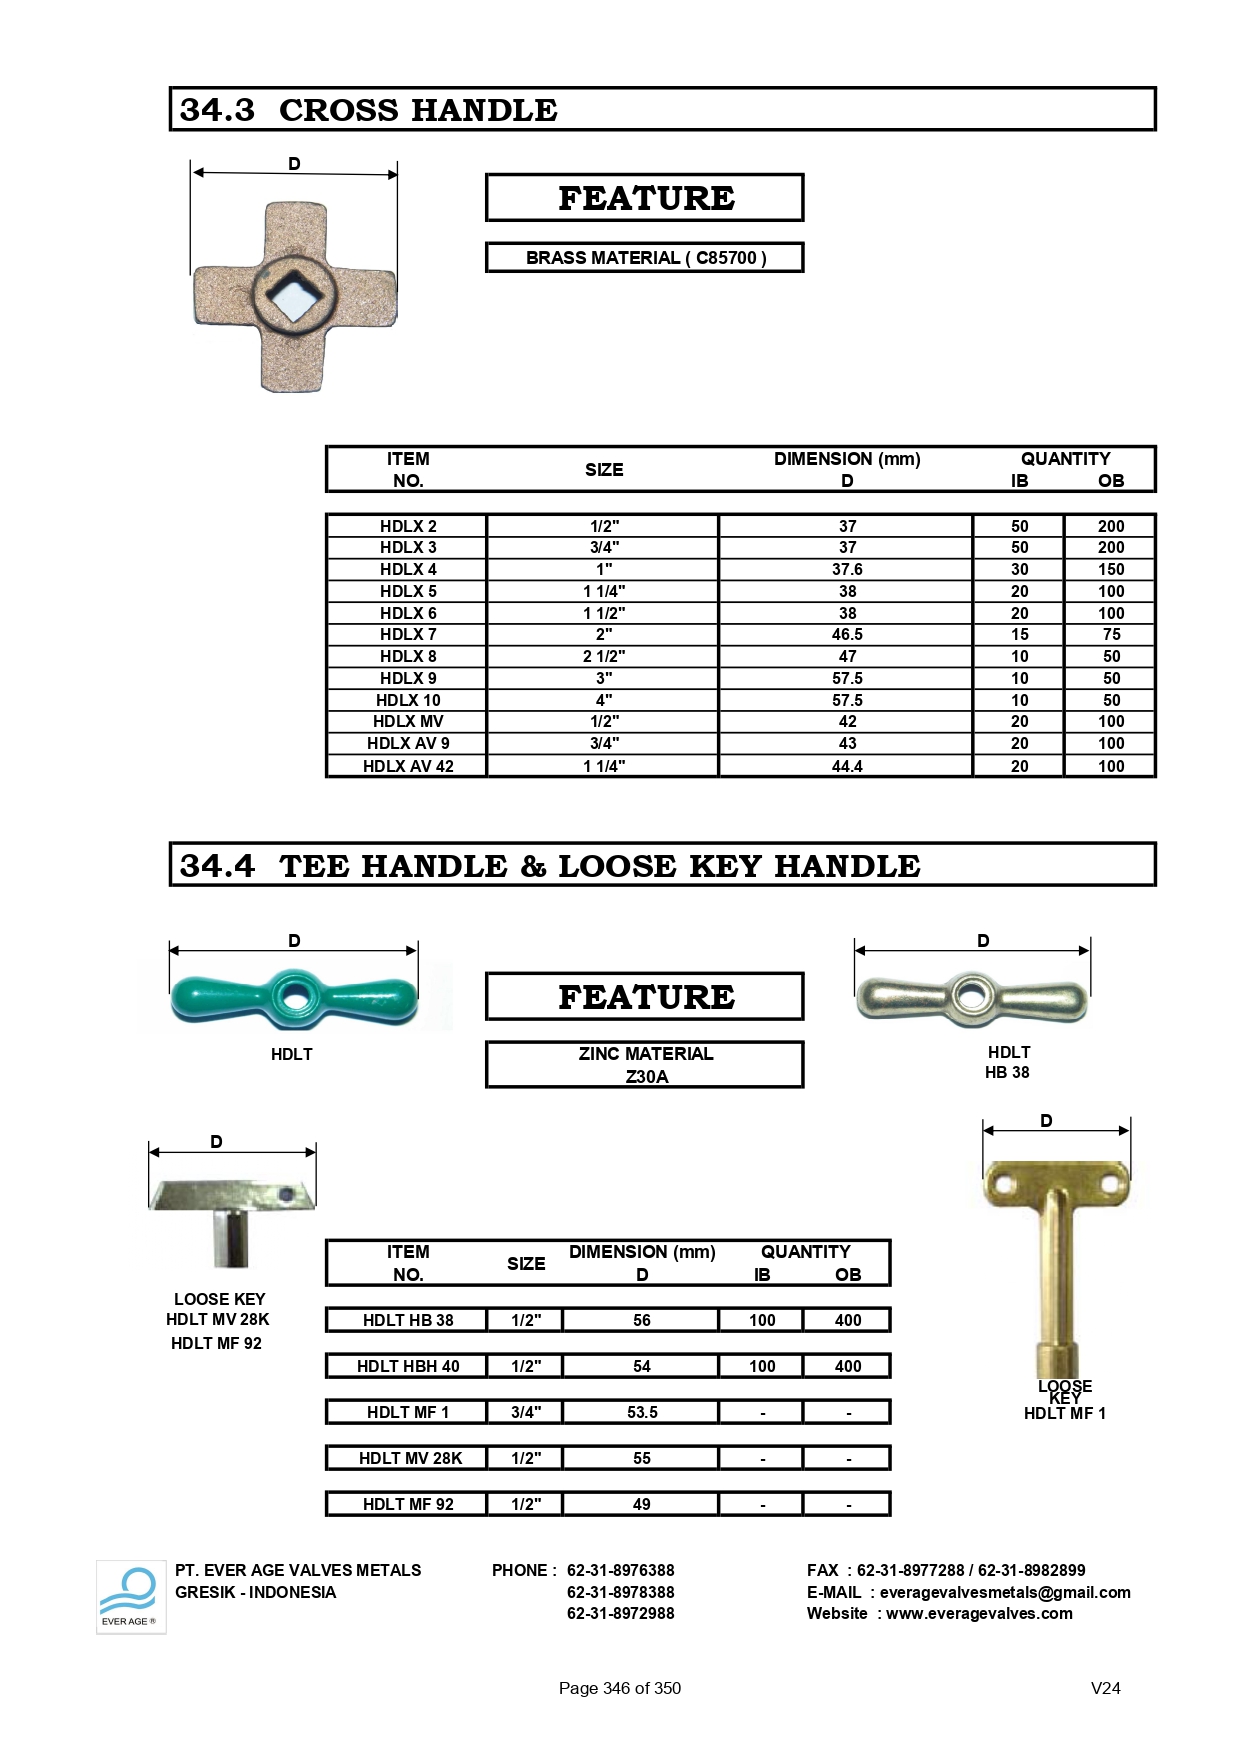 34.3 CROSS HANDLE
D
FEATURE
BRASS MATERIAL ( C85700 )
ITEM NO. SIZE DIMENSION (mm) D QUANTITY IB OB
HDLX 2 1/2" 37 50 200
HDLX 3 3/4" 37 50 200
HDLX 4 1" 37.6 30 150
HDLX 5 1 1/4" 38 20 100
HDLX 6 1 1/2" 38 20 100
HDLX 7 2" 46.5 15 75
HDLX 8 2 1/2" 47 10 50
HDLX 9 3" 57.5 10 50
HDLX 10 4" 57.5 10 50
HDLX MV 1/2" 42 20 100
HDLX AV 9 3/4" 43 20 100
HDLX AV 42 1 1/4" 44.4 20 100
34.4 TEE HANDLE & LOOSE KEY HANDLE
D
HDLT
FEATURE
ZINC MATERIAL
Z30A
D
HDLT
HB 38
D
LOOSE KEY
HDLT MV 28K
HDLT MF 92
D
LOOSE
KEY
HDLT MF 1
ITEM NO. SIZE DIMENSION (mm) D QUANTITY IB OB
HDLT HB 38 1/2" 56 100 400
HDLT HBH 40 1/2" 54 100 400
HDLT MF 1 3/4" 53.5 - -
HDLT MV 28K 1/2" 55 - -
HDLT MF 92 1/2" 49 - -
EVER AGE ®
PT. EVER AGE VALVES METALS PHONE : 62-31-8976388 FAX : 62-31-8977288 / 62-31-8982899
GRESIK - INDONESIA 62-31-8978388 E-MAIL : everagevalvesmetals@gmail.com
62-31-8972988 Website : www.everagevalves.com
Page 346 of 350 V24